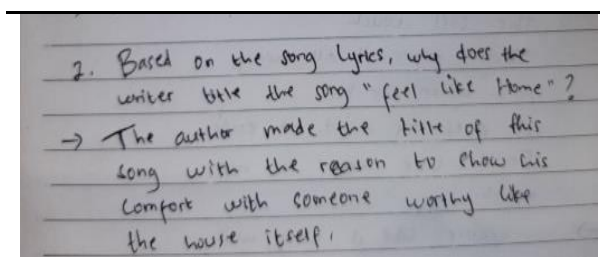 2. Based on the song lyrics, why does the
writer title the song "feel like Home"?
→ The author made the title of this
song with the reason to show his
comfort with someone worthy like
the house itself.